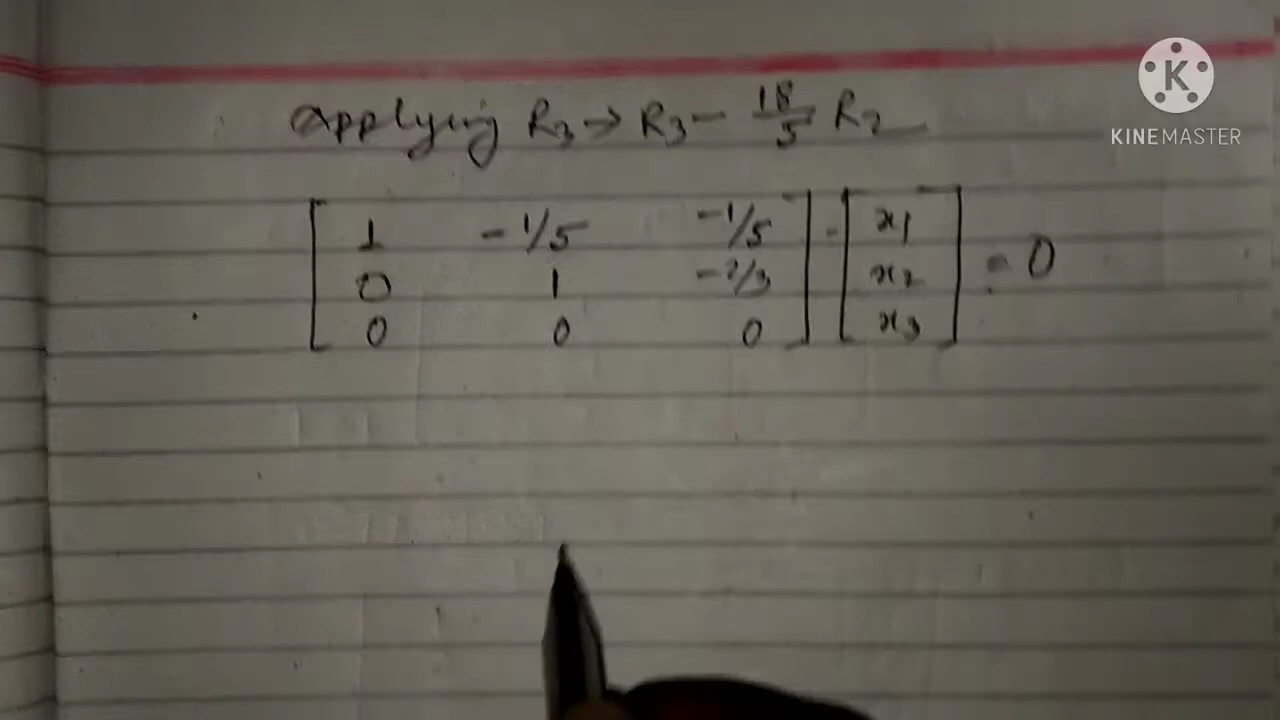 Applying R3 → R3 - 18/5 R2
KINEMASTER
[ 1 -1/5 -1/5 ] · [ x1 ] = 0
0 1 -2/3 x2
0 0 0 x3